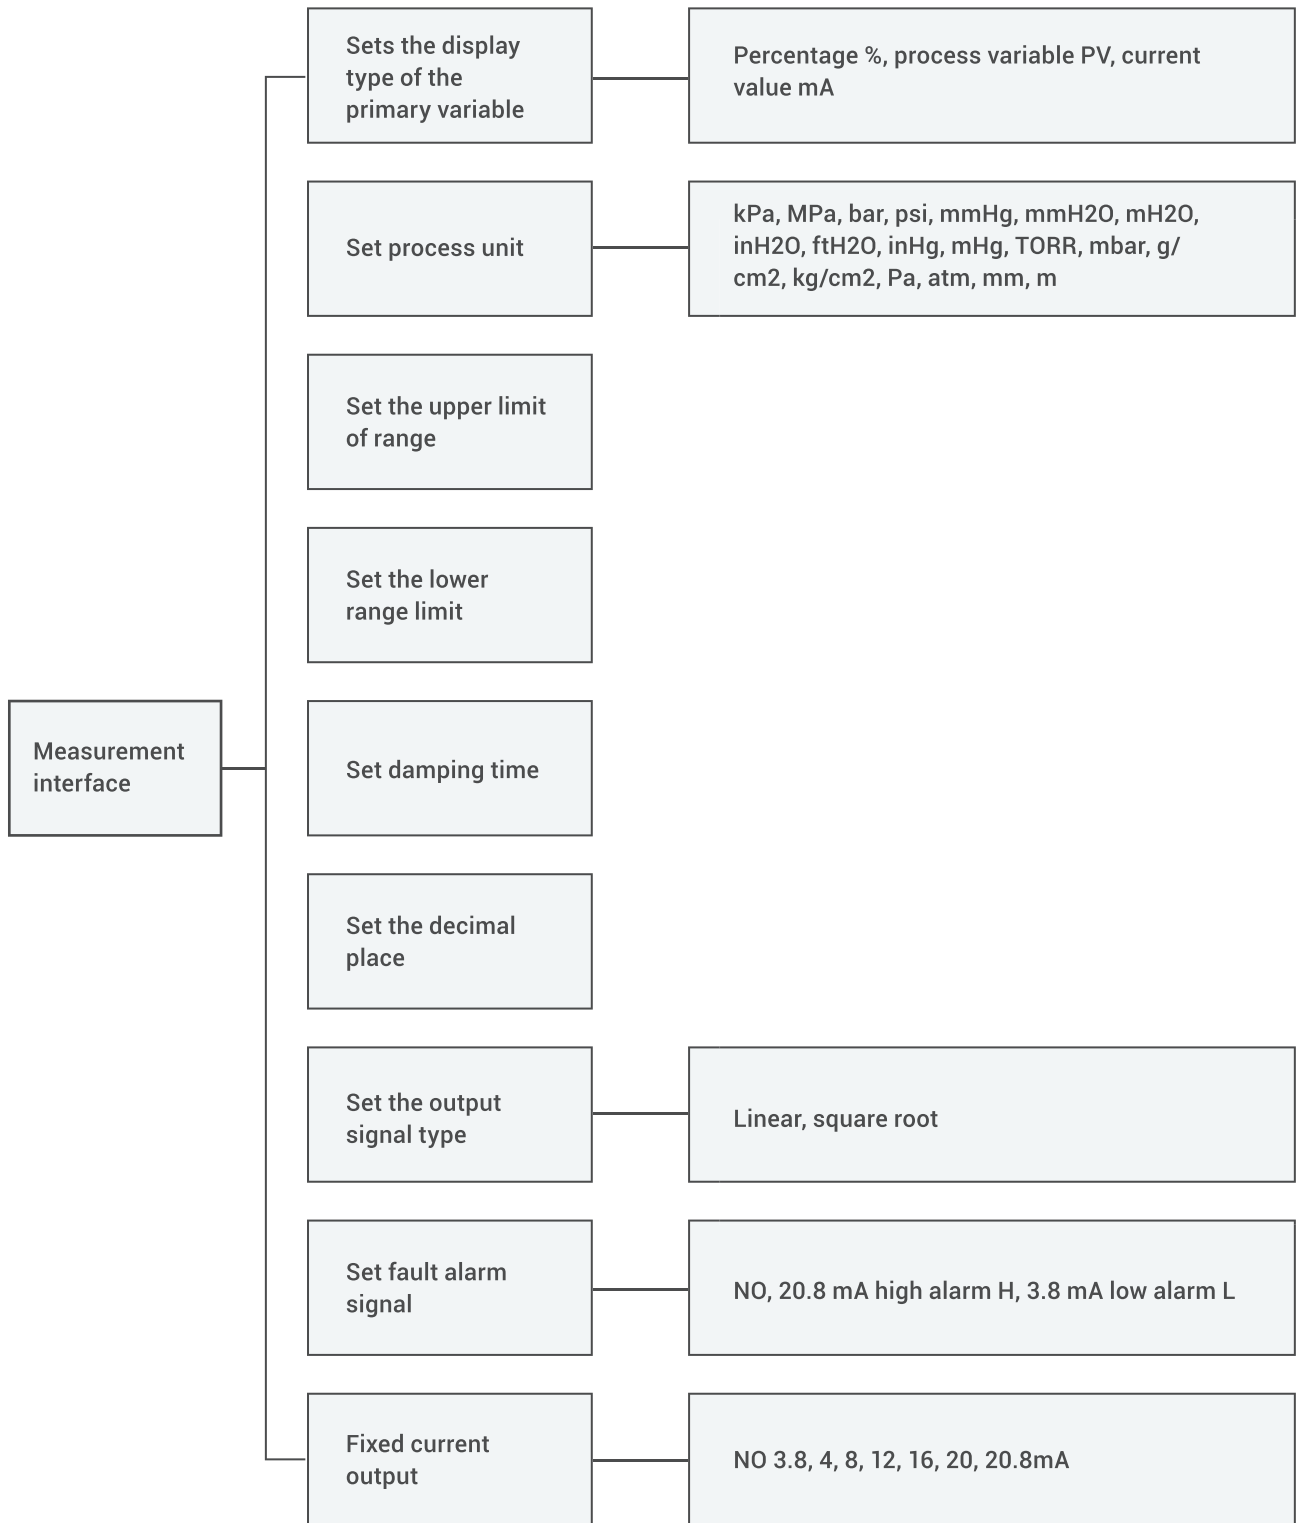 Sets the display
type of the
primary variable
Percentage %, process variable PV, current
value mA
Set process unit
kPa, MPa, bar, psi, mmHg, mmH2O, mH2O,
inH2O, ftH2O, inHg, mHg, TORR, mbar, g/
cm2, kg/cm2, Pa, atm, mm, m
Set the upper limit
of range
Set the lower
range limit
Measurement
interface
Set damping time
Set the decimal
place
Set the output
signal type
Linear, square root
Set fault alarm
signal
NO, 20.8 mA high alarm H, 3.8 mA low alarm L
Fixed current
output
NO 3.8, 4, 8, 12, 16, 20, 20.8mA